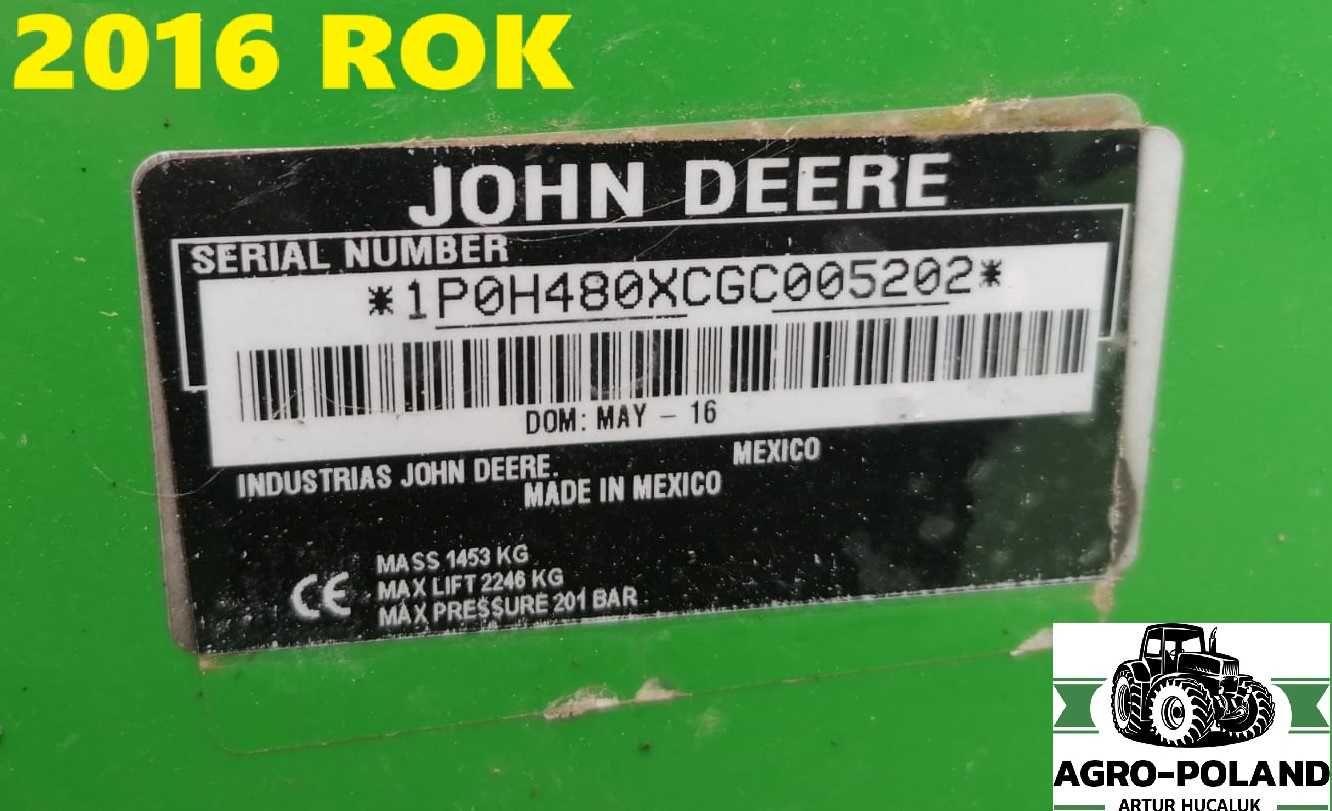 2016 ROK
JOHN DEERE
SERIAL NUMBER
*1P0H480XCGC005202*
DOM: MAY - 16
INDUSTRIAS JOHN DEERE. MEXICO
MADE IN MEXICO
CE
MASS 1453 KG
MAX LIFT 2246 KG
MAX PRESSURE 201 BAR
AGRO-POLAND
ARTUR HUCALUK